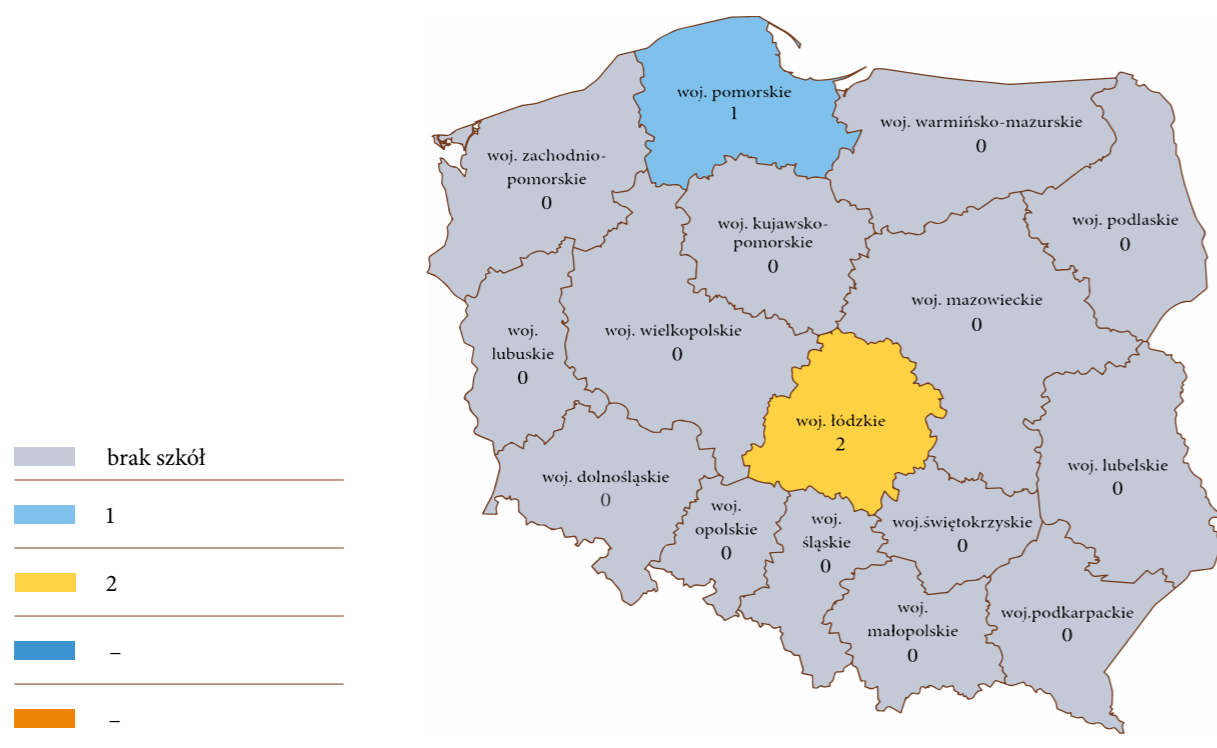 brak szkół
1
2
–
–
woj. pomorskie
1
woj. warmińsko-mazurskie
0
woj. zachodnio-
pomorskie
0
woj. podlaskie
0
woj. kujawsko-
pomorskie
0
woj. mazowieckie
0
woj. wielkopolskie
0
woj.
lubuskie
0
woj. łódzkie
2
woj. lubelskie
0
woj. dolnośląskie
0
woj.
opolskie
0
woj.
śląskie
0
woj.świętokrzyskie
0
woj.
małopolskie
0
woj.podkarpackie
0